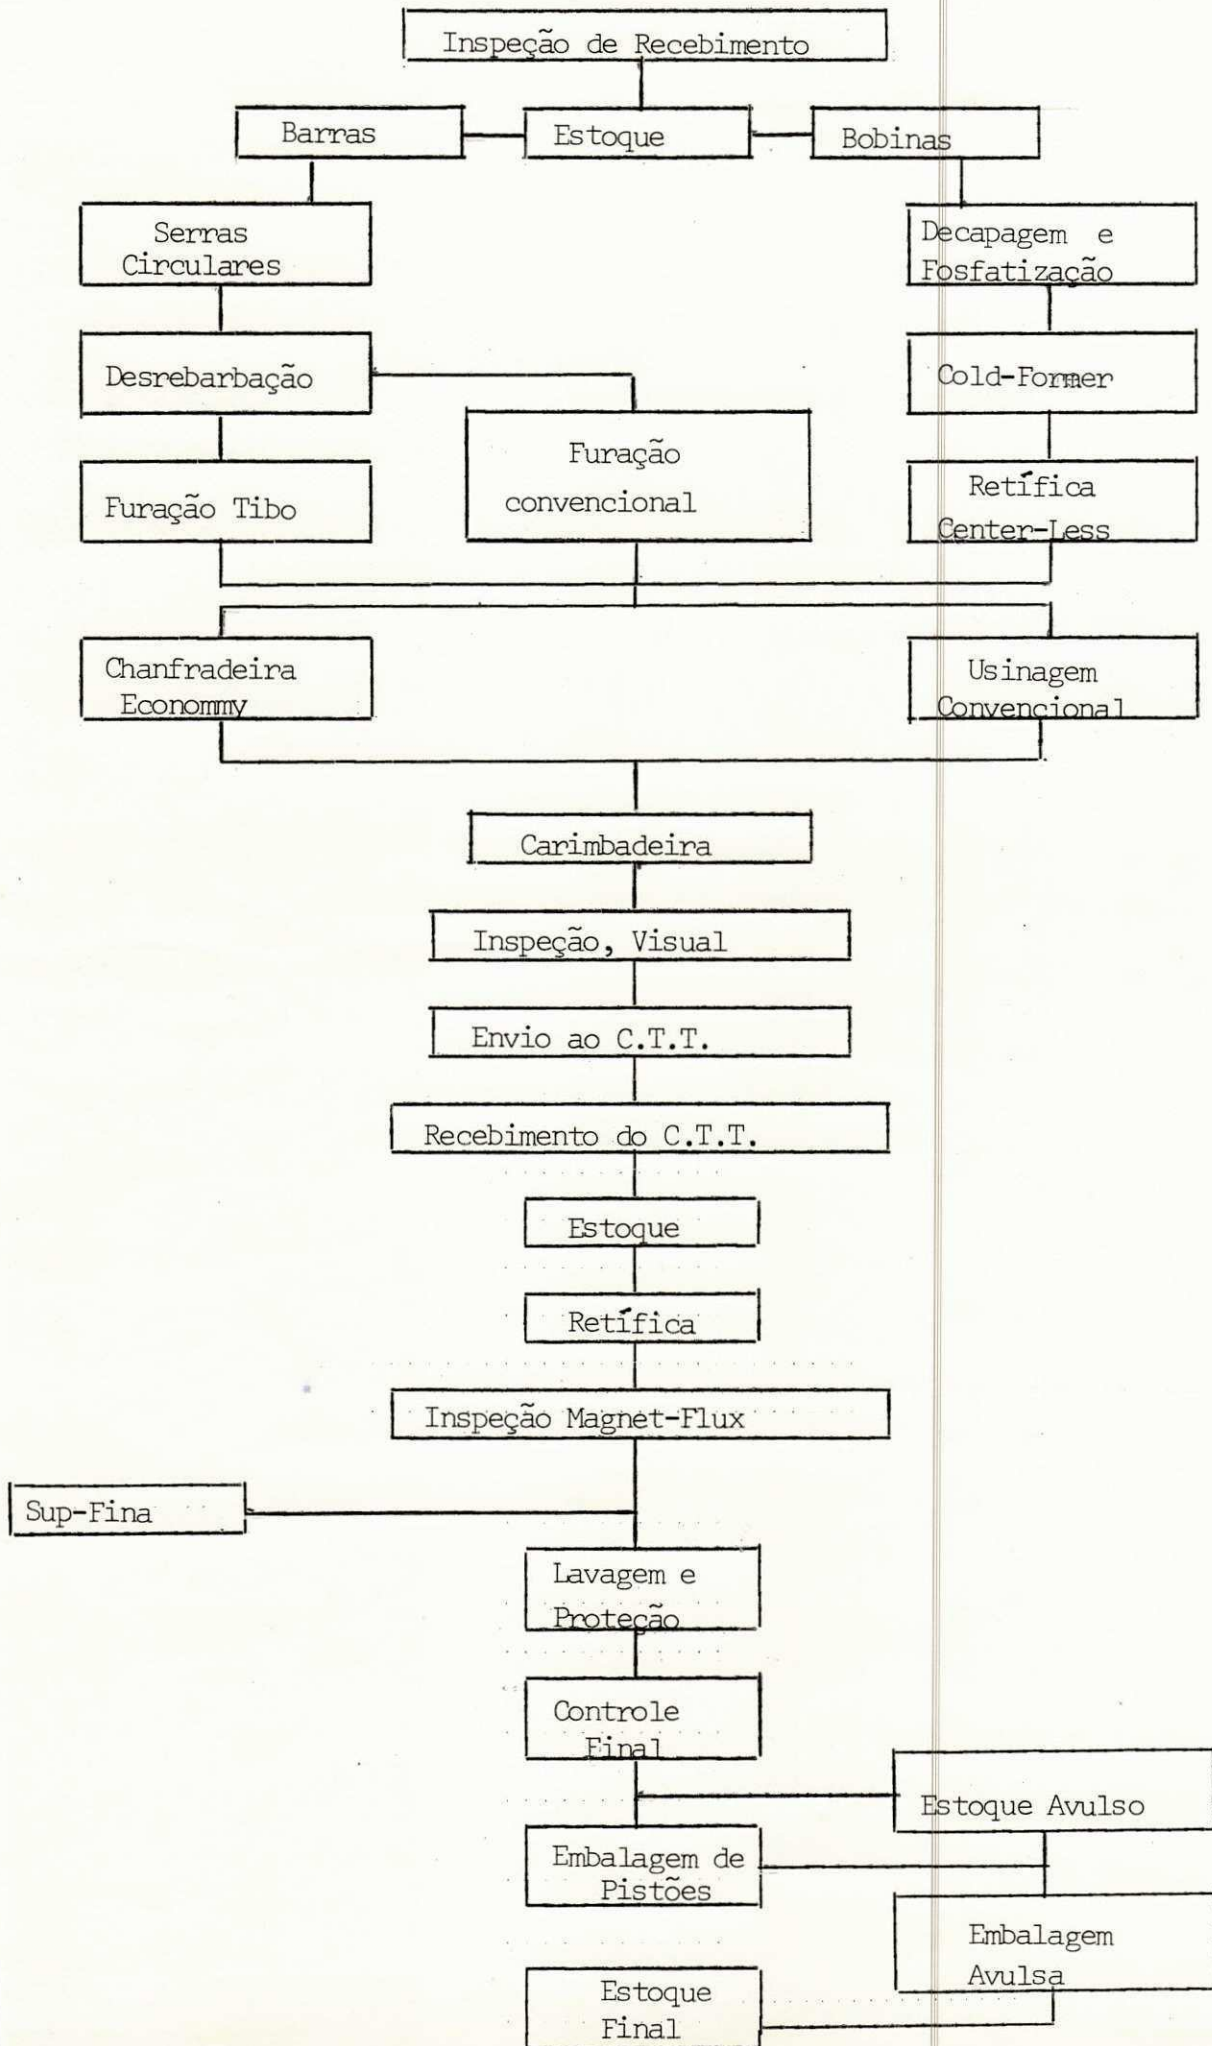 Inspeção de Recebimento
Barras
Estoque
Bobinas
Serras
Circulares
Decapagem e
Fosfatização
Desrebarbação
Cold-Former
Furação
convencional
Furação Tibo
Retífica
Center-Less
Chanfradeira
Econommy
Usinagem
Convencional
Carimbadeira
Inspeção, Visual
Envio ao C.T.T.
Recebimento do C.T.T.
Estoque
Retífica
Inspeção Magnet-Flux
Sup-Fina
Lavagem e
Proteção
Controle
Final
Estoque Avulso
Embalagem de
Pistões
Embalagem
Avulsa
Estoque
Final